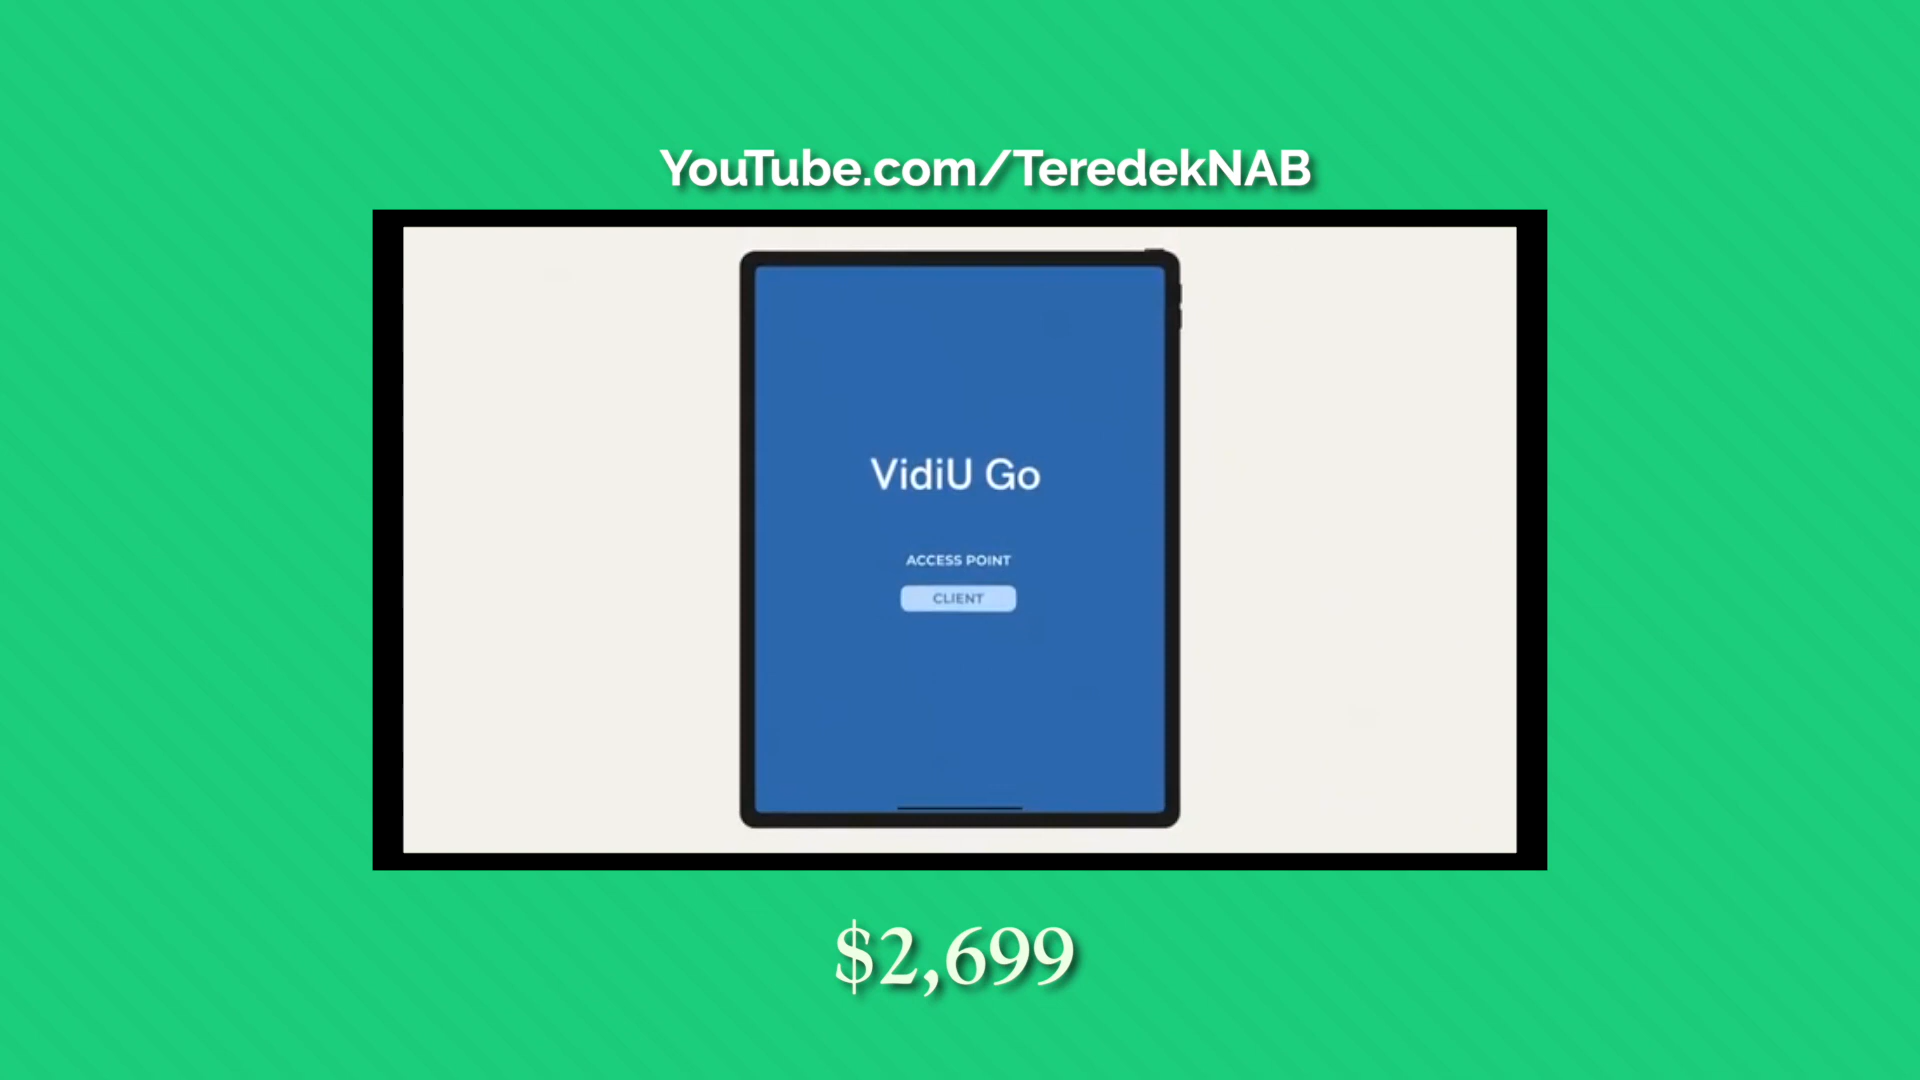 YouTube.com/TeredekNAB
VidiU Go
ACCESS POINT
CLIENT
$2,699